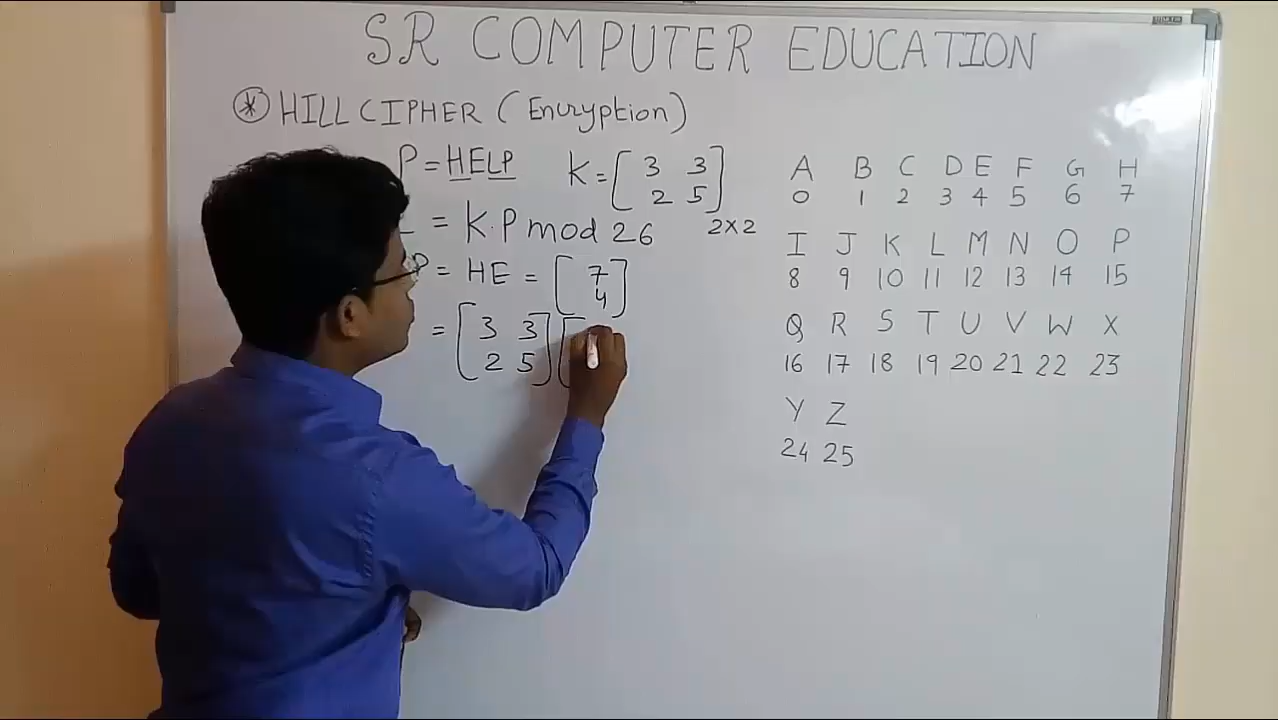 SR COMPUTER EDUCATION
* HILL CIPHER (Encryption)
P = HELP K = [ 3 3
2 5 ]
2×2
= K.P mod 26
P = HE = [ 7
4 ]
= [ 3 3
2 5 ] [
A B C D E F G H
0 1 2 3 4 5 6 7
I J K L M N O P
8 9 10 11 12 13 14 15
Q R S T U V W X
16 17 18 19 20 21 22 23
Y Z
24 25